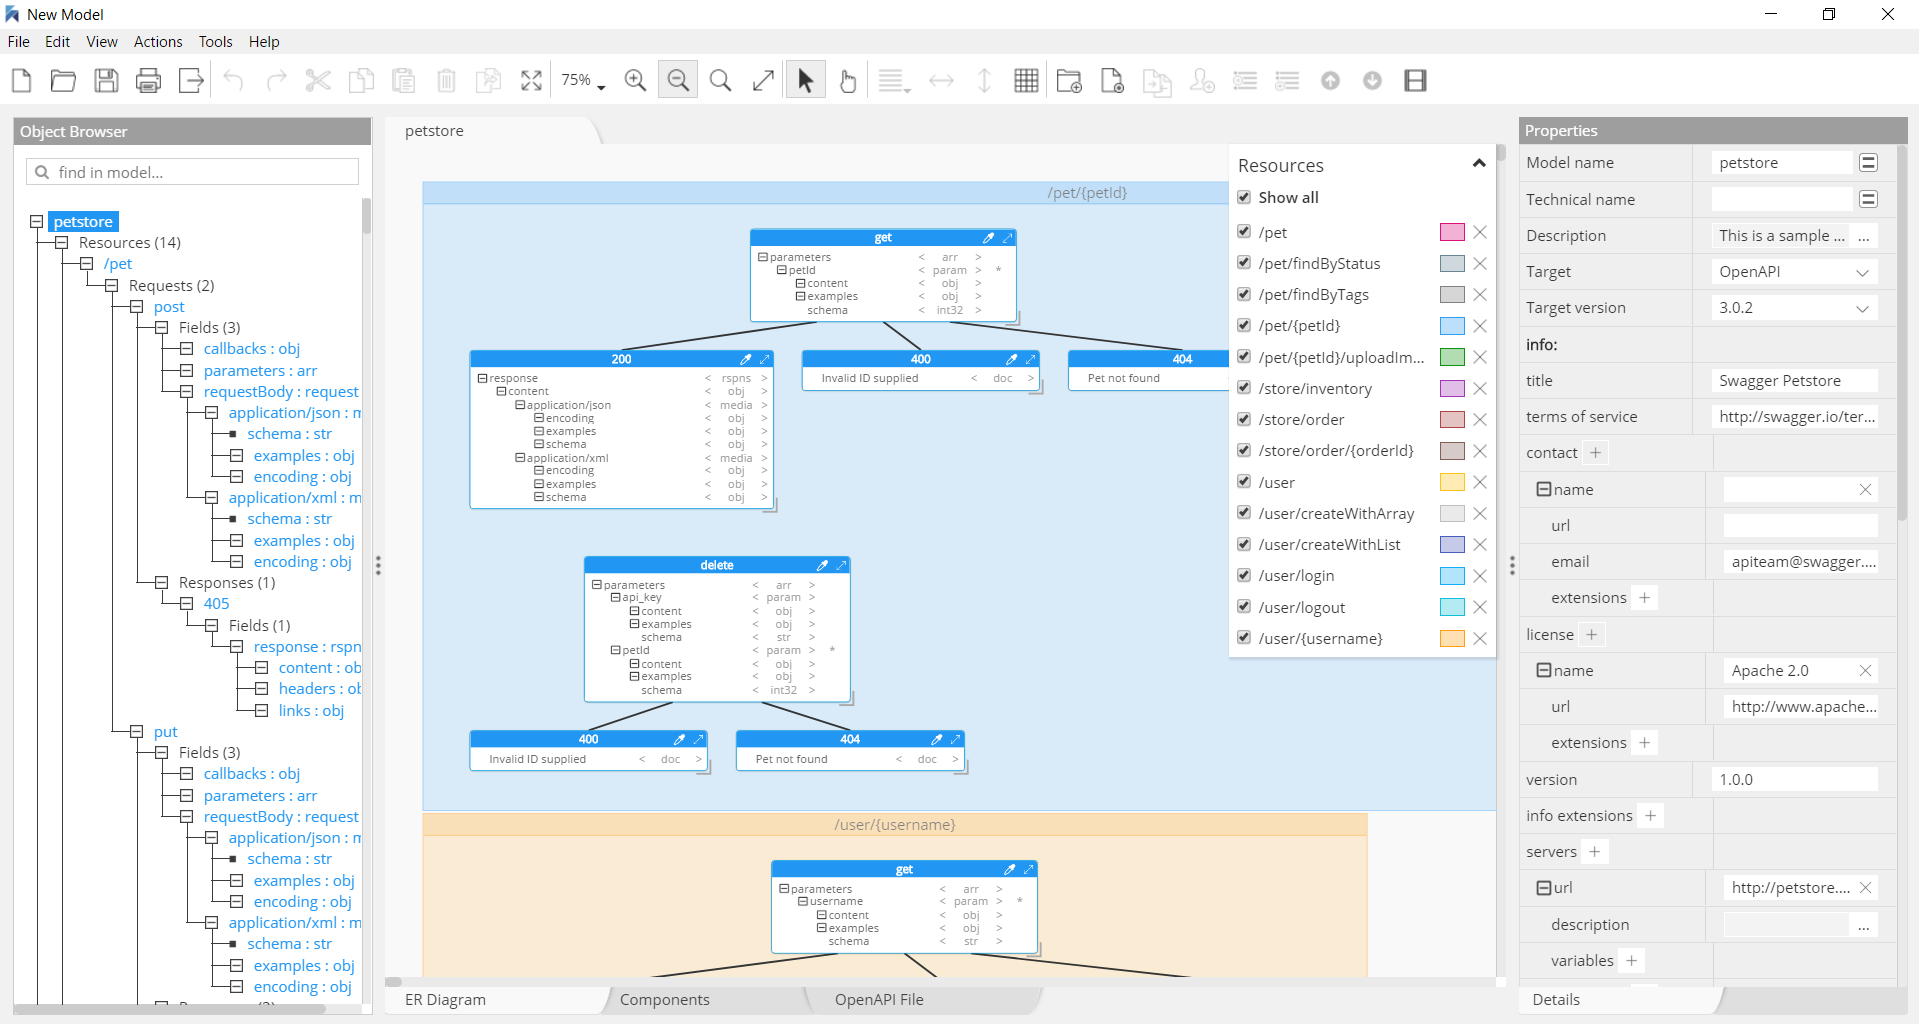 New Model
File Edit View Actions Tools Help
75%
Object Browser
find in model...
petstore
Resources (14)
/pet
Requests (2)
post
Fields (3)
callbacks : obj
parameters : arr
requestBody : request
application/json : m
schema : str
examples : obj
encoding : obj
application/xml : m
schema : str
examples : obj
encoding : obj
Responses (1)
405
Fields (1)
response : rspn
content : ob
headers : ob
links : obj
put
Fields (3)
callbacks : obj
parameters : arr
requestBody : request
application/json : m
schema : str
examples : obj
encoding : obj
application/xml : m
schema : str
examples : obj
encoding : obj
petstore
/pet/{petId}
get
parameters < arr >
petId < param > *
content < obj >
examples < obj >
schema < int32 >
200
response < rspns >
content < obj >
application/json < media >
encoding < obj >
examples < obj >
schema < obj >
application/xml < media >
encoding < obj >
examples < obj >
schema < obj >
400
Invalid ID supplied < doc >
404
Pet not found <
delete
parameters < arr >
api_key < param >
content < obj >
examples < obj >
schema < str >
petId < param > *
content < obj >
examples < obj >
schema < int32 >
400
Invalid ID supplied < doc >
404
Pet not found < doc >
/user/{username}
get
parameters < arr >
username < param > *
content < obj >
examples < obj >
schema < str >
Resources
Show all
/pet
/pet/findByStatus
/pet/findByTags
/pet/{petId}
/pet/{petId}/uploadIm...
/store/inventory
/store/order
/store/order/{orderId}
/user
/user/createWithArray
/user/createWithList
/user/login
/user/logout
/user/{username}
ER Diagram Components OpenAPI File
Properties
Model name petstore
Technical name
Description This is a sample ... ...
Target OpenAPI
Target version 3.0.2
info:
title Swagger Petstore
terms of service http://swagger.io/ter...
contact +
name
url
email apiteam@swagger....
extensions +
license +
name Apache 2.0
url http://www.apache...
extensions +
version 1.0.0
info extensions +
servers +
url http://petstore....
description ...
variables +
Details